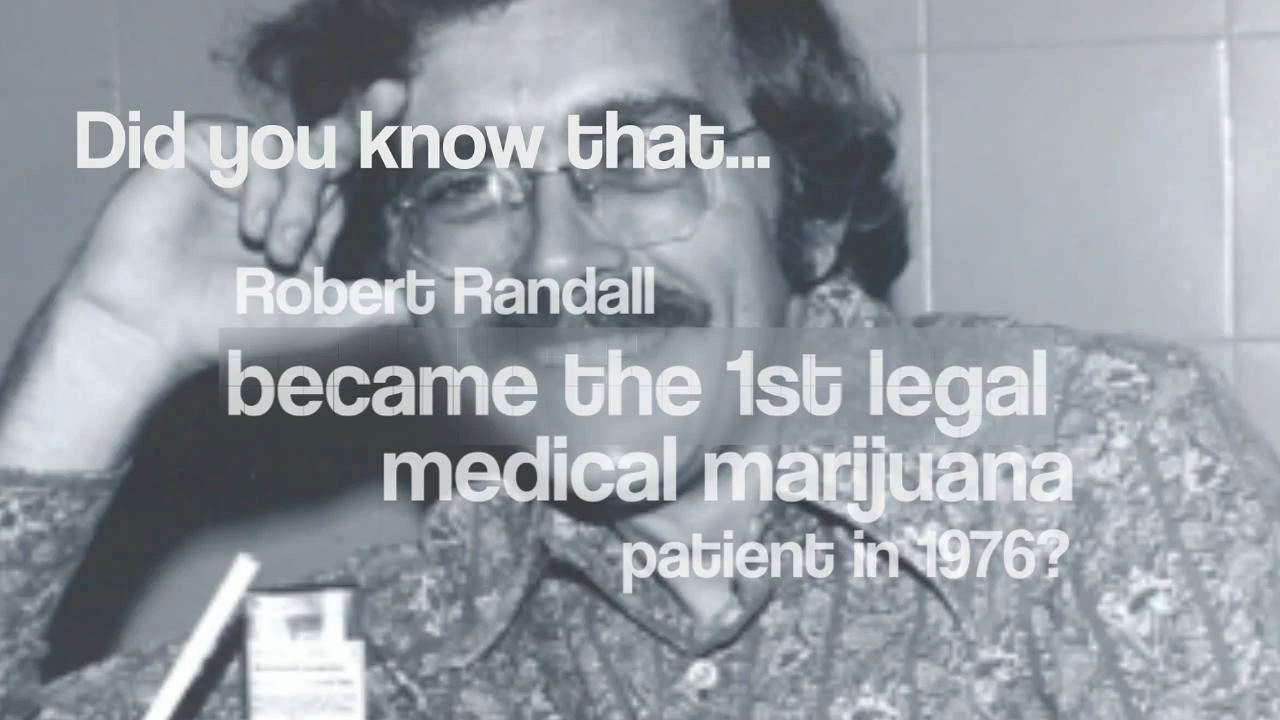 Did you know that...
Robert Randall
became the 1st legal
medical marijuana
patient in 1976?